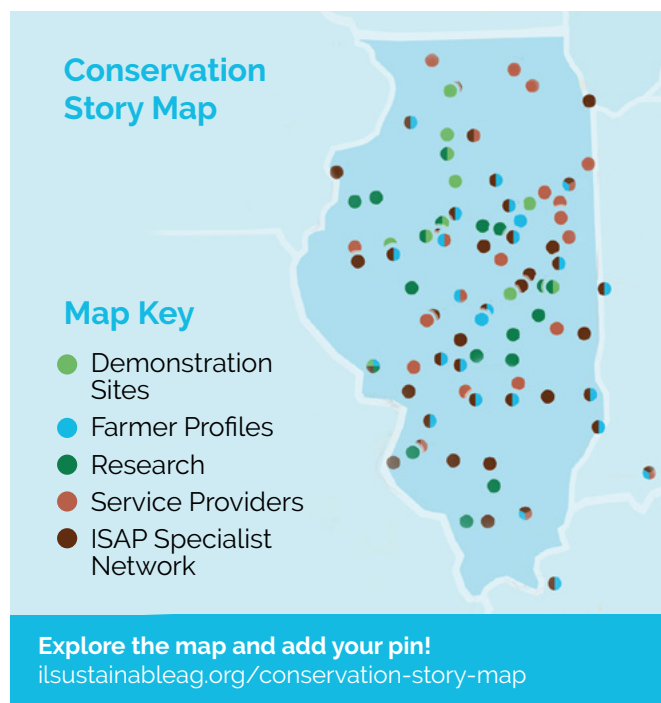 Conservation
Story Map
Map Key
Demonstration
Sites
Farmer Profiles
Research
Service Providers
ISAP Specialist
Network
Explore the map and add your pin!
ilsustainableag.org/conservation-story-map